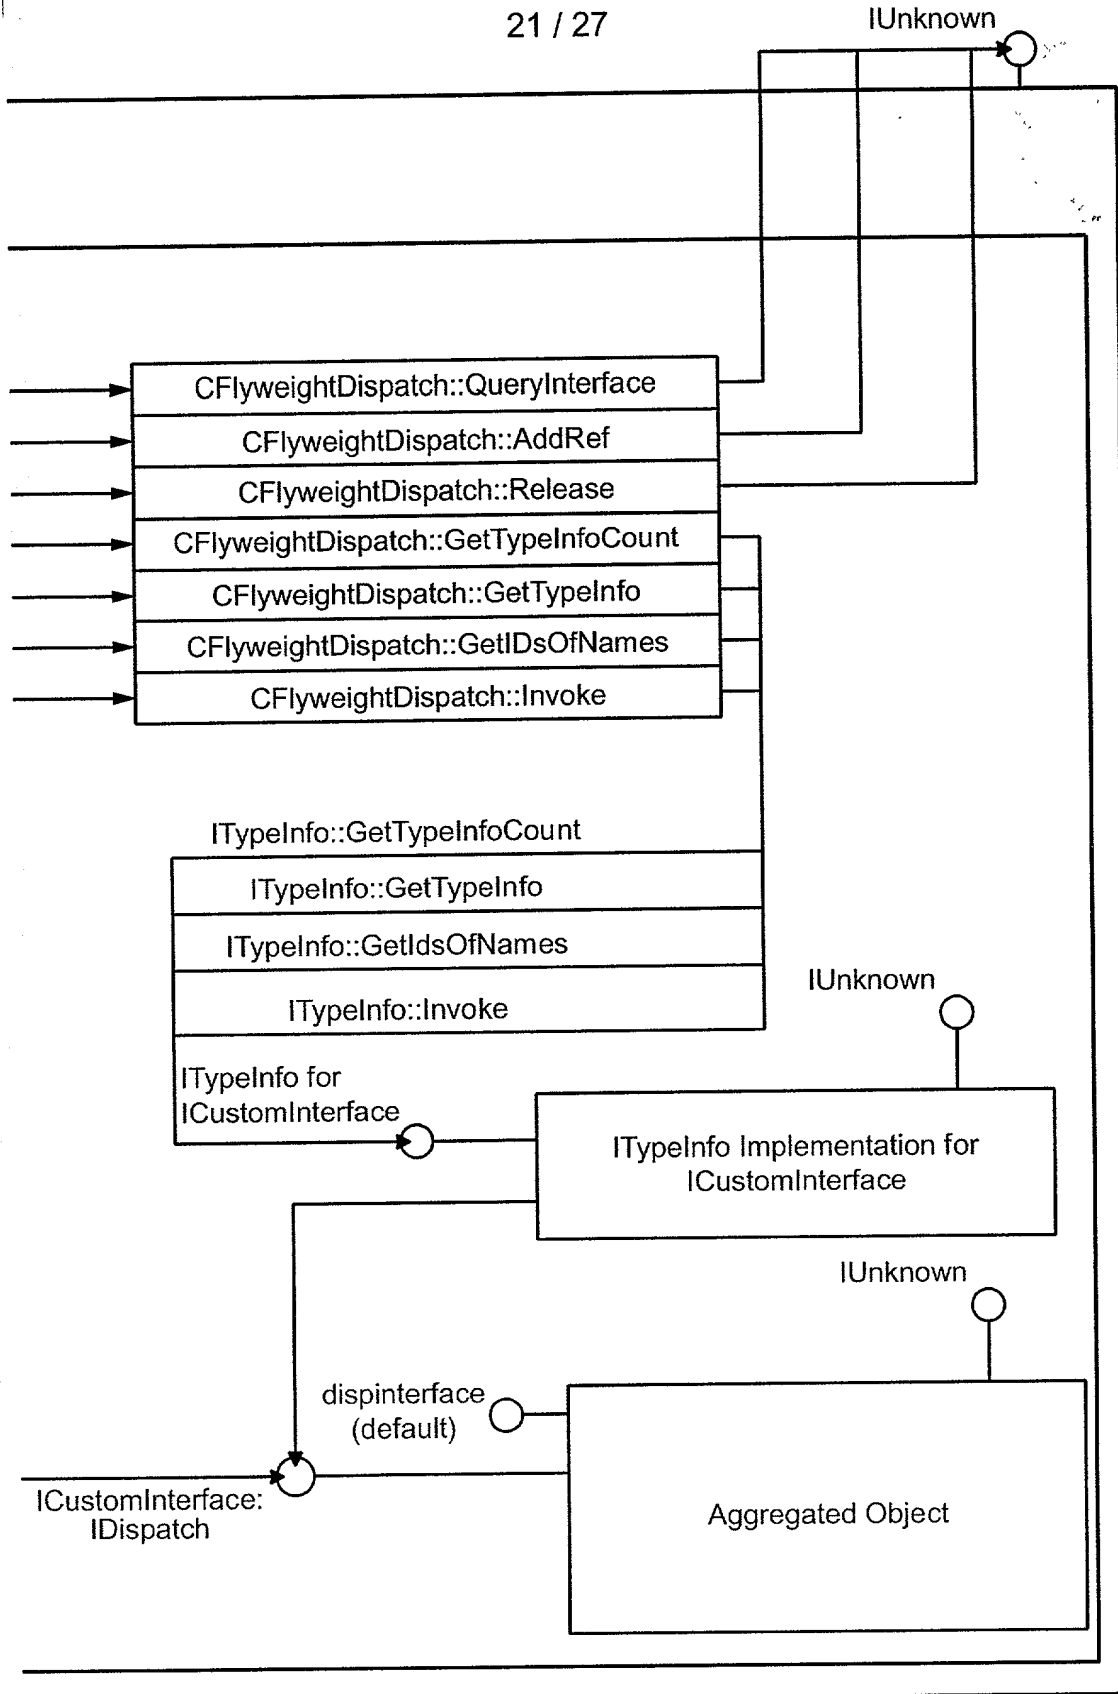 21 / 27
IUnknown
CFlyweightDispatch::QueryInterface
CFlyweightDispatch::AddRef
CFlyweightDispatch::Release
CFlyweightDispatch::GetTypeInfoCount
CFlyweightDispatch::GetTypeInfo
CFlyweightDispatch::GetIDsOfNames
CFlyweightDispatch::Invoke
ITypeInfo::GetTypeInfoCount
ITypeInfo::GetTypeInfo
ITypeInfo::GetIdsOfNames
ITypeInfo::Invoke
IUnknown
ITypeInfo for
ICustomInterface
ITypeInfo Implementation for
ICustomInterface
IUnknown
dispinterface
(default)
ICustomInterface:
IDispatch
Aggregated Object